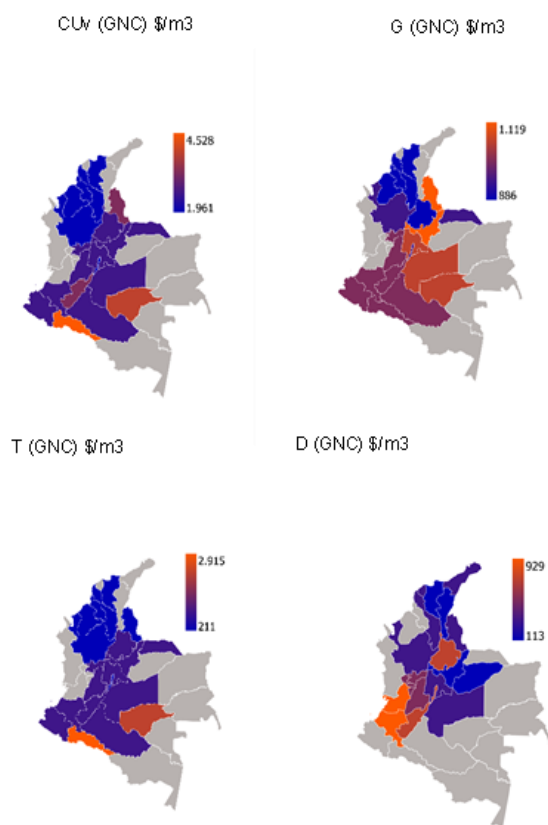 CUv (GNC) $/m3
G (GNC) $/m3
4.528
1.961
1.119
886
T (GNC) $/m3
D (GNC) $/m3
2.915
211
929
113